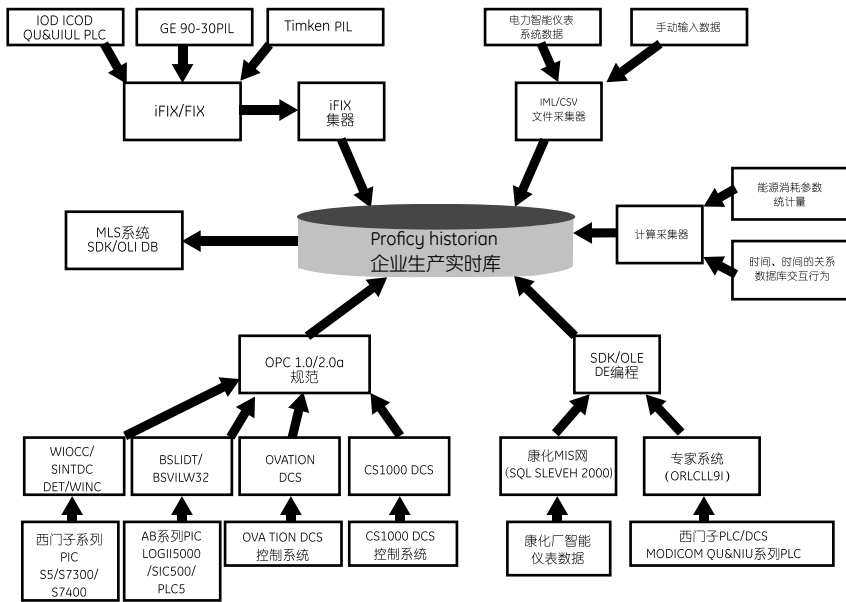 IOD ICOD
QU&UIUL PLC
GE 90-30PIL
Timken PIL
电力智能仪表
系统数据
手动输入数据
iFIX/FIX
iFIX
集器
IML/CSV
文件采集器
能源消耗参数
统计量
MLS系统
SDK/OLI DB
Proficy historian
企业生产实时库
计算采集器
时间、时间的关系
数据库交互行为
OPC 1.0/2.0a
规范
SDK/OLE
DE编程
WIOCC/
SINTDC
DET/WINC
BSLIDT/
BSVILW32
OVATION
DCS
CS1000 DCS
康化MIS网
(SQL SLEVEH 2000)
专家系统
(ORLCLL9I)
西门子系列
PIC
S5/S7300/
S7400
AB系列PIC
LOGII5000
/SIC500/
PLC5
OVA TION DCS
控制系统
CS1000 DCS
控制系统
康化厂智能
仪表数据
西门子PLC/DCS
MODICOM QU&NIU系列PLC